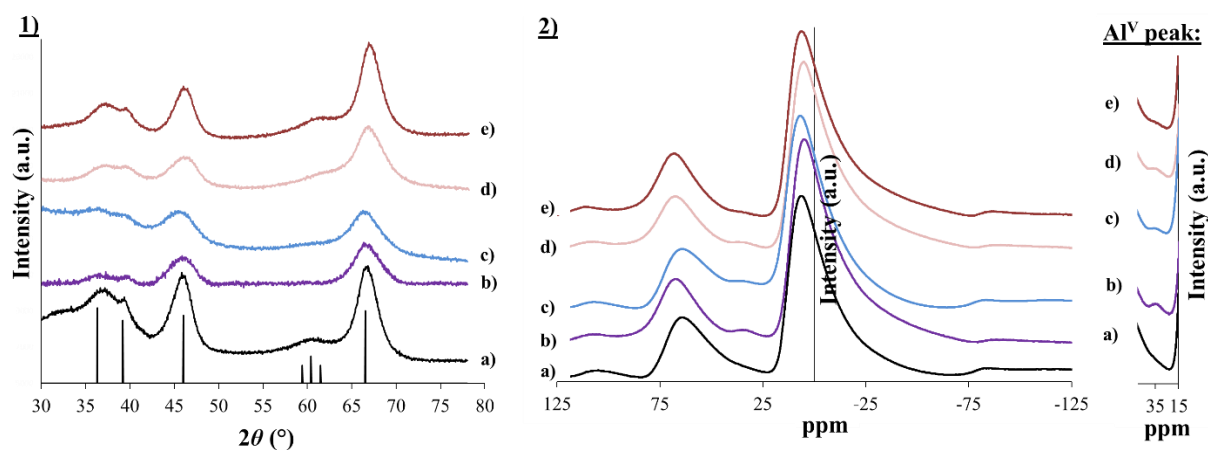 1)
Intensity (a.u.)
e)
d)
c)
b)
a)
30 35 40 45 50 55 60 65 70 75 80
2θ (°)
2)
e)
d)
c)
b)
a)
Intensity (a.u.)
125 75 25 -25 -75 -125
ppm
Al^V peak:
e)
d)
c)
b)
a)
Intensity (a.u.)
35 15
ppm